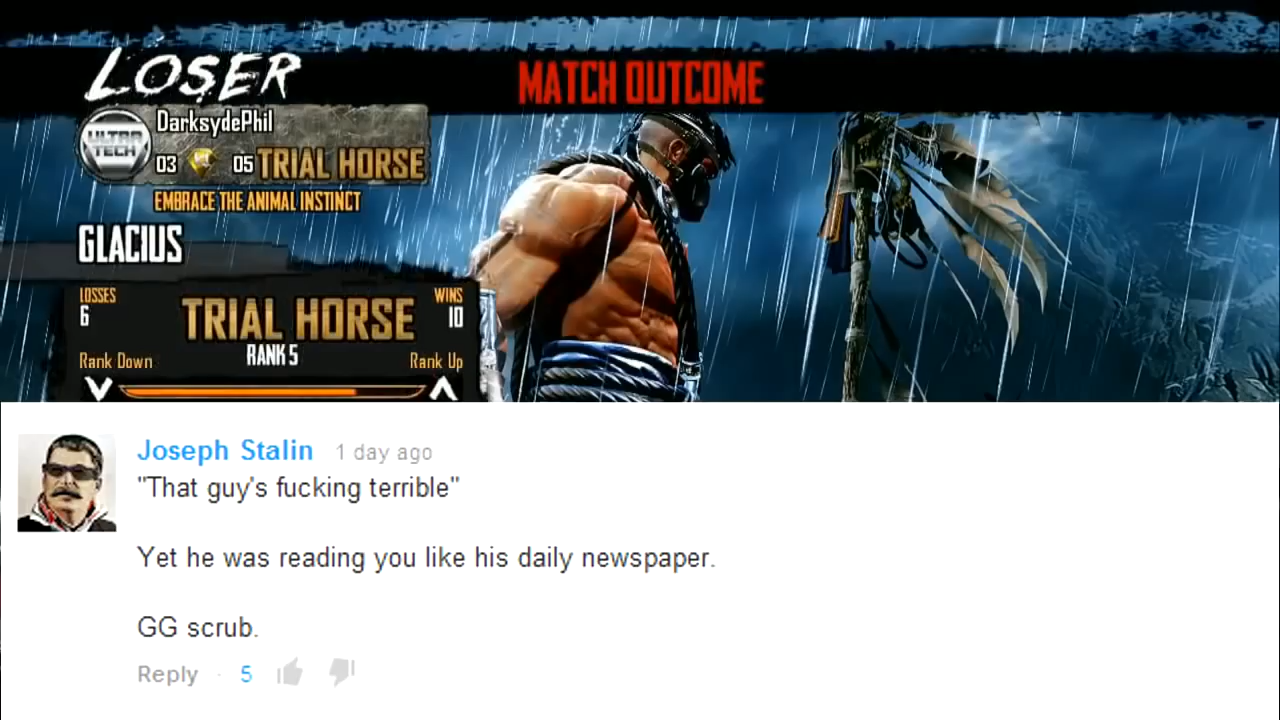 LOSER
MATCH OUTCOME
DarksydePhil
ULTRA TECH
03 05 TRIAL HORSE
EMBRACE THE ANIMAL INSTINCT
GLACIUS
LOSSES WINS
6 TRIAL HORSE 10
RANK 5
Rank Down Rank Up
Joseph Stalin 1 day ago
"That guy's fucking terrible"
Yet he was reading you like his daily newspaper.
GG scrub.
Reply · 5